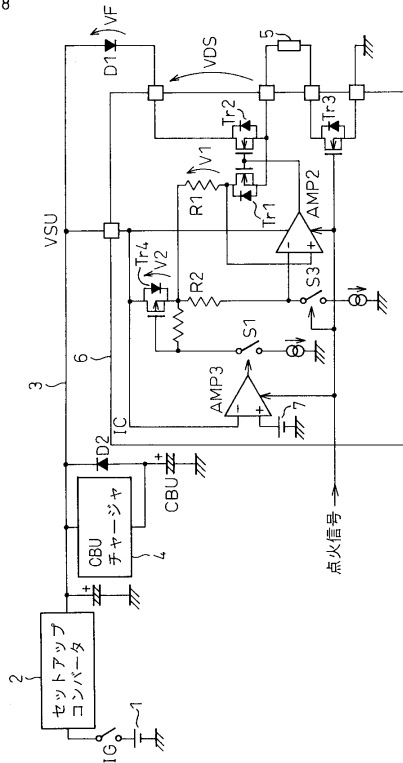 8
VF
D1
VDS
5
Tr2
Tr3
V1
R1
Tr1
AMP2
VSU
Tr4
V2
R2
S3
6
3
IC
S1
AMP3
7
D2
CBU
チャージャ
4
CBU
点火信号
2
セットアップ
コンバータ
IG
1
+
+
-
+
-
+